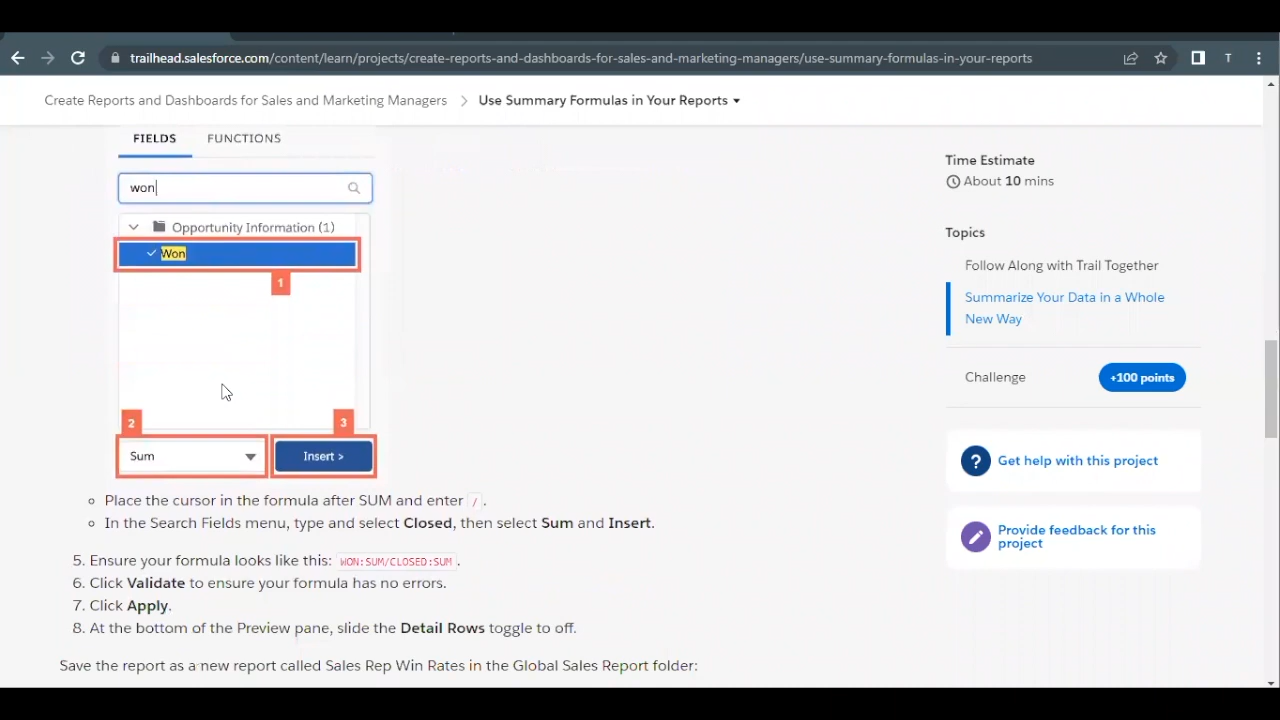 trailhead.salesforce.com/content/learn/projects/create-reports-and-dashboards-for-sales-and-marketing-managers/use-summary-formulas-in-your-reports
T
Create Reports and Dashboards for Sales and Marketing Managers > Use Summary Formulas in Your Reports
FIELDS FUNCTIONS
won
Opportunity Information (1)
Won
1
2 3
Sum Insert >
Place the cursor in the formula after SUM and enter / .
In the Search Fields menu, type and select Closed, then select Sum and Insert.
5. Ensure your formula looks like this: WON:SUM/CLOSED:SUM .
6. Click Validate to ensure your formula has no errors.
7. Click Apply.
8. At the bottom of the Preview pane, slide the Detail Rows toggle to off.
Save the report as a new report called Sales Rep Win Rates in the Global Sales Report folder:
Time Estimate
About 10 mins
Topics
Follow Along with Trail Together
Summarize Your Data in a Whole
New Way
Challenge +100 points
? Get help with this project
Provide feedback for this
project